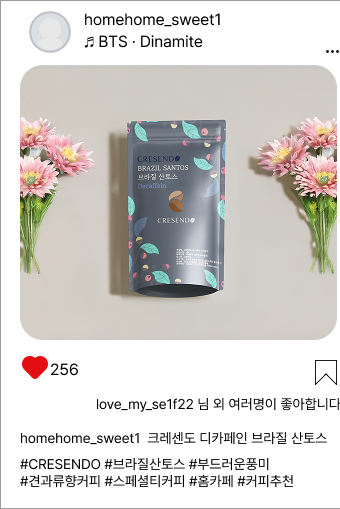 homehome_sweet1
♬ BTS · Dinamite
...
CRESENDO
BRAZIL SANTOS
브라질 산토스
Decaffein
CRESENDO
256
love_my_se1f22 님 외 여러명이 좋아합니다
homehome_sweet1 크레센도 디카페인 브라질 산토스
#CRESENDO #브라질산토스 #부드러운풍미
#견과류향커피 #스페셜티커피 #홈카페 #커피추천